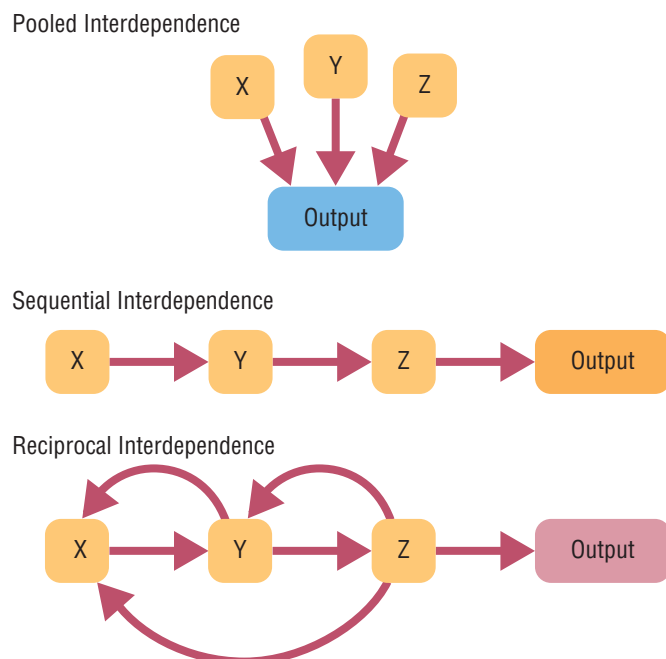 Pooled Interdependence
X
Y
Z
Output
Sequential Interdependence
X
Y
Z
Output
Reciprocal Interdependence
X
Y
Z
Output